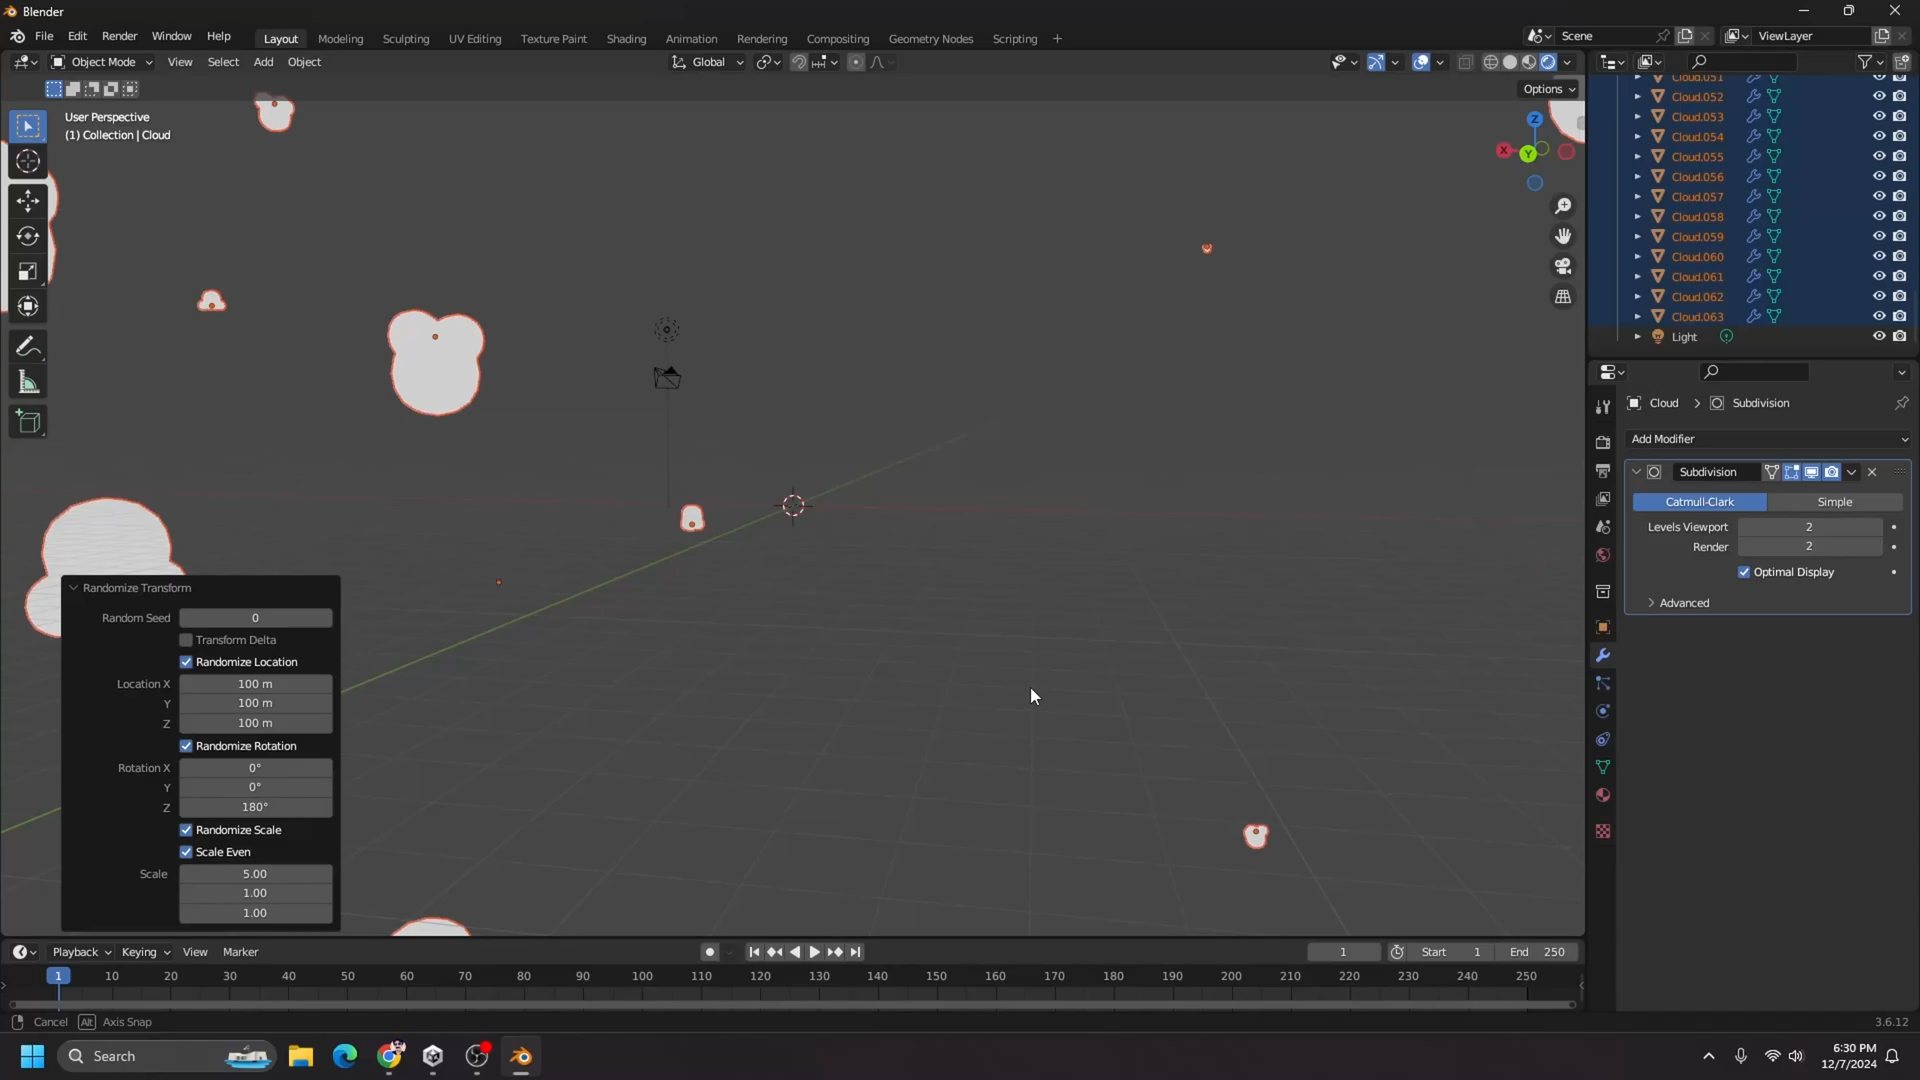 Blender
File Edit Render Window Help
Layout Modeling Sculpting UV Editing Texture Paint Shading Animation Rendering Compositing Geometry Nodes Scripting +
Scene
ViewLayer
Object Mode View Select Add Object
Global
Options
User Perspective
(1) Collection | Cloud
Z
X
Y
Cloud.051
Cloud.052
Cloud.053
Cloud.054
Cloud.055
Cloud.056
Cloud.057
Cloud.058
Cloud.059
Cloud.060
Cloud.061
Cloud.062
Cloud.063
Light
Cloud > Subdivision
Add Modifier
Subdivision
Catmull-Clark Simple
Levels Viewport 2
Render 2
Optimal Display
Advanced
Randomize Transform
Random Seed 0
Transform Delta
Randomize Location
Location X 100 m
Y 100 m
Z 100 m
Randomize Rotation
Rotation X 0°
Y 0°
Z 180°
Randomize Scale
Scale Even
Scale 5.00
1.00
1.00
Playback Keying View Marker
1 Start 1 End 250
1 10 20 30 40 50 60 70 80 90 100 110 120 130 140 150 160 170 180 190 200 210 220 230 240 250
Cancel Alt Axis Snap
3.6.12
Search
6:30 PM
12/7/2024